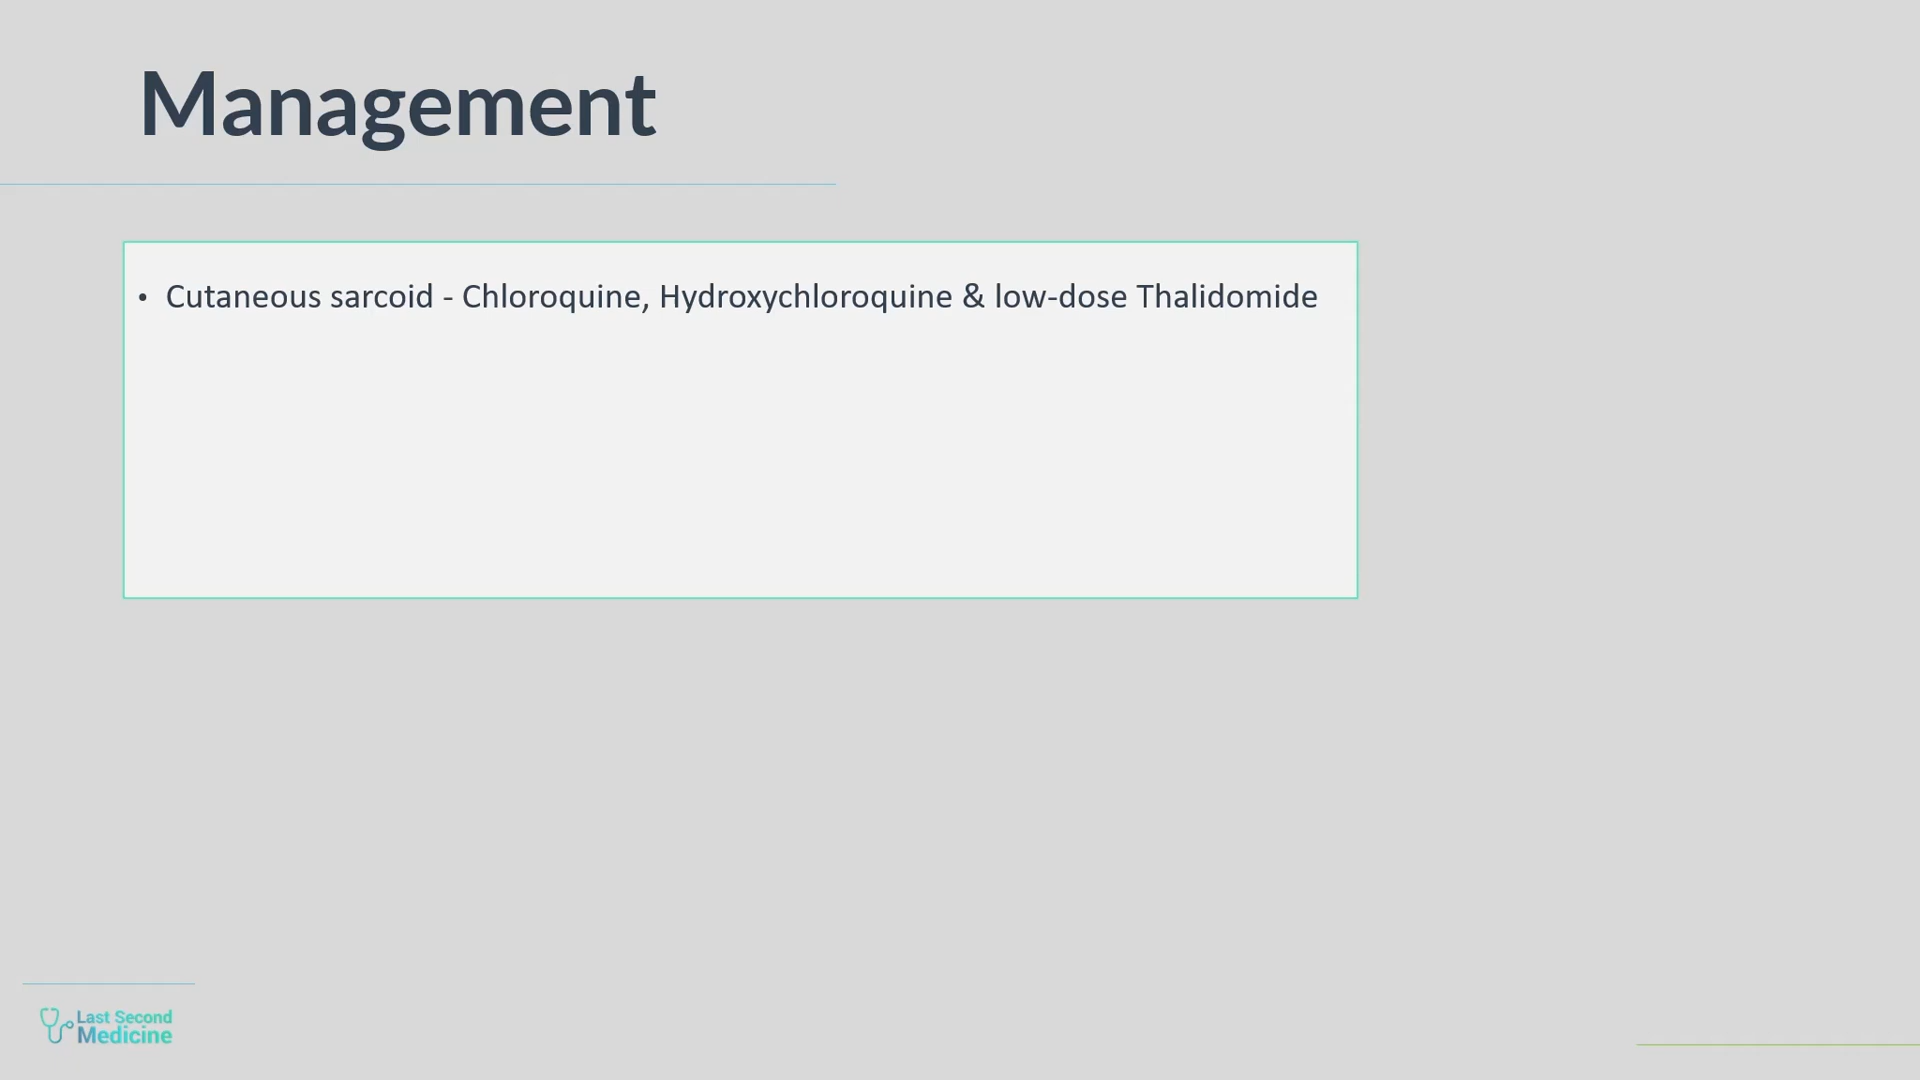 Management
• Cutaneous sarcoid - Chloroquine, Hydroxychloroquine & low-dose Thalidomide
Last Second
Medicine